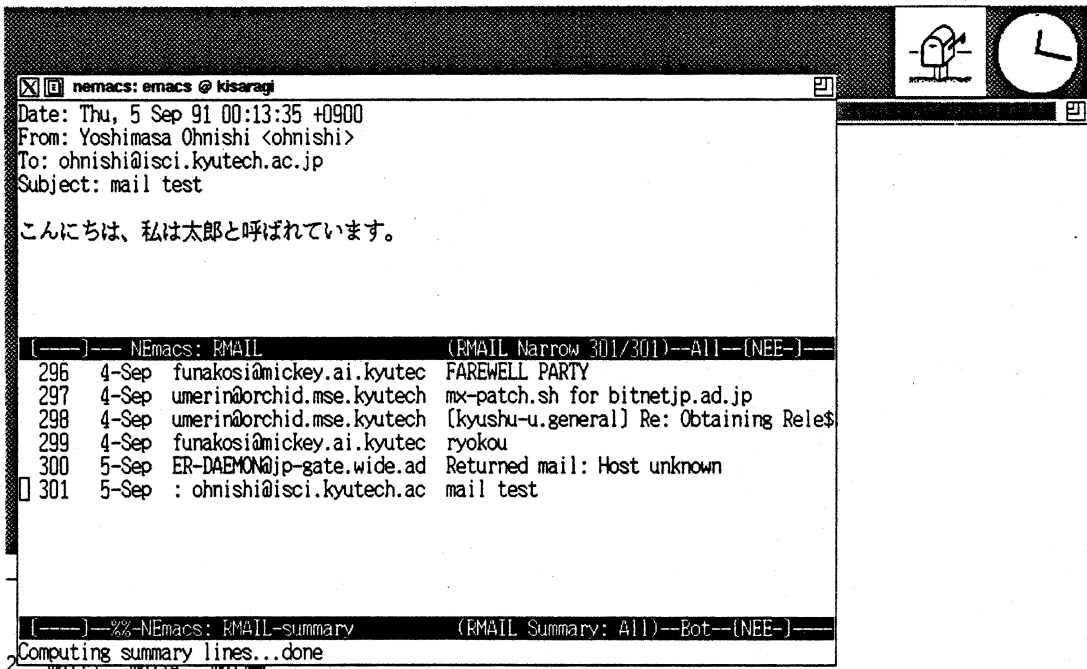 nemacs: emacs @ kisaragi
Date: Thu, 5 Sep 91 00:13:35 +0900
From: Yoshimasa Ohnishi <ohnishi>
To: ohnishi@isci.kyutech.ac.jp
Subject: mail test
こんにちは、私は太郎と呼ばれています。
[----]--- NEmacs: RMAIL (RMAIL Narrow 301/301)--All--[NEE-]---
296 4-Sep funakosi@mickey.ai.kyutec FAREWELL PARTY
297 4-Sep umerin@orchid.mse.kyutech mx-patch.sh for bitnetjp.ad.jp
298 4-Sep umerin@orchid.mse.kyutech [kyushu-u.general] Re: Obtaining Rele$
299 4-Sep funakosi@mickey.ai.kyutec ryokou
300 5-Sep ER-DAEMON@jp-gate.wide.ad Returned mail: Host unknown
301 5-Sep : ohnishi@isci.kyutech.ac mail test
[----]--%%-NEmacs: RMAIL-summary (RMAIL Summary: All)--Bot--[NEE-]----
Computing summary lines...done